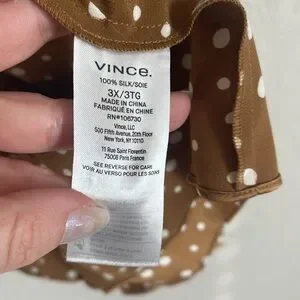 VINCE.
100% SILK/SOIE
3X/3TG
MADE IN CHINA
FABRIQUÉ EN CHINE
RN#106730
Vince, LLC
500 Fifth Avenue, 20th Floor
New York, NY 10110
11 Rue Saint Florentin
75008 Paris France
SEE REVERSE FOR CARE
VOIR AU VERSO POUR LES SOINS